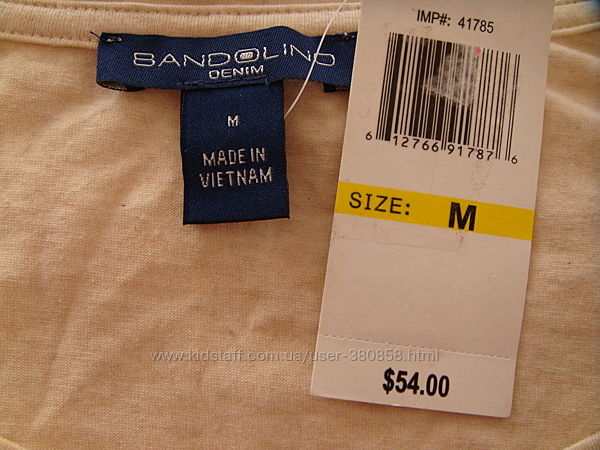 BANDOLINO
DENIM
M
MADE IN
VIETNAM
IMP#: 41785
6 12766 91787 6
SIZE: M
$54.00
www.kidstaff.com.ua/user-380858.html